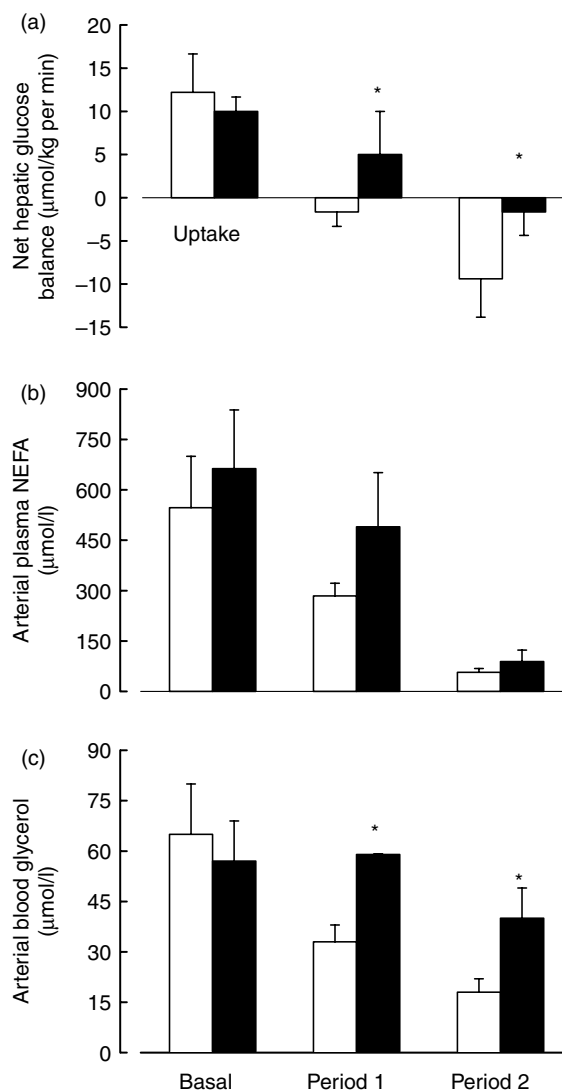 (a)
Net hepatic glucose
balance (μmol/kg per min)
20
15
10
5
0
−5
−10
−15
Uptake
*
*
(b)
Arterial plasma NEFA
(μmol/l)
900
750
600
450
300
150
0
(c)
Arterial blood glycerol
(μmol/l)
90
75
60
45
30
15
0
*
*
Basal
Period 1
Period 2